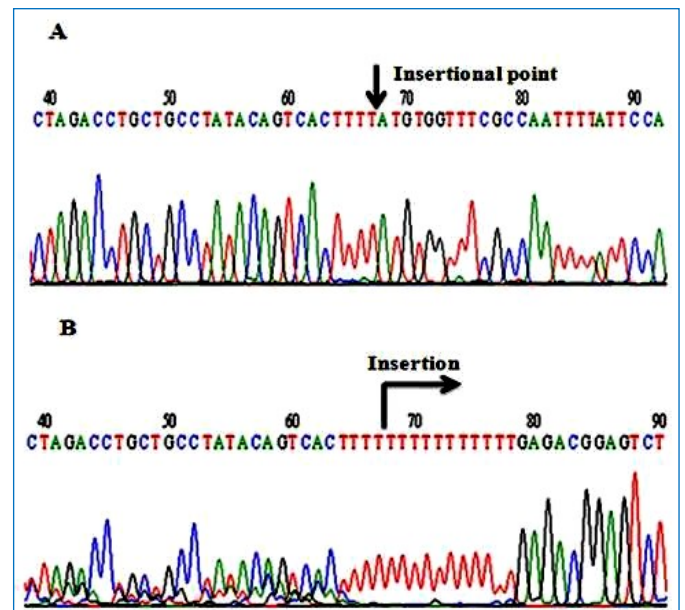 A
Insertional point
40 50 60 70 80 90
CTAGACCTGCTGCCTATACAGTCACTTTTATGTGGTTTCGCCAATTTTATTCCA
B
Insertion
40 50 60 70 80 90
CTAGACCTGCTGCCTATACAGTCACTTTTTTTTTTTTTTTGAGACGGAGTCT